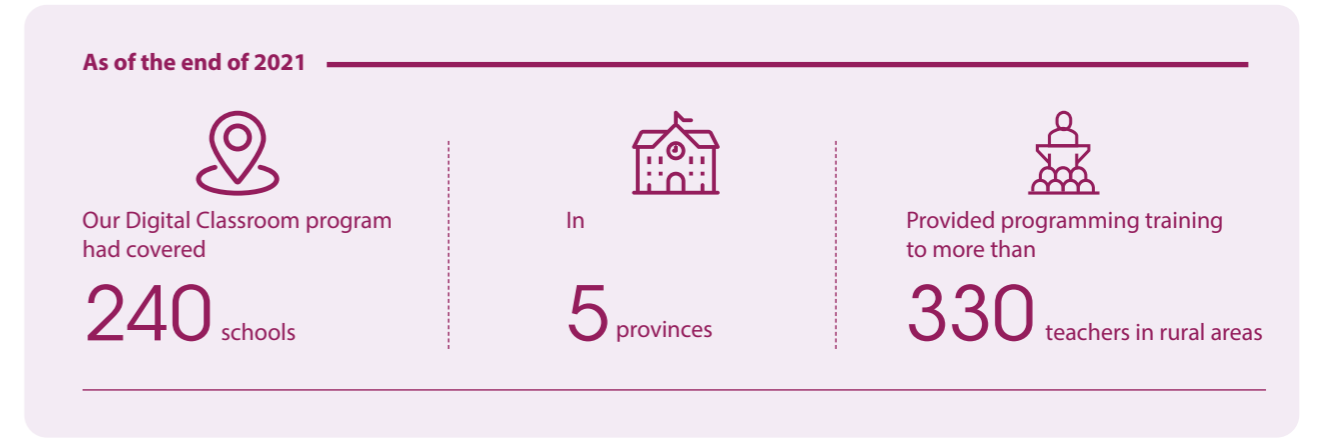 As of the end of 2021
Our Digital Classroom program
had covered
240 schools
In
5 provinces
Provided programming training
to more than
330 teachers in rural areas